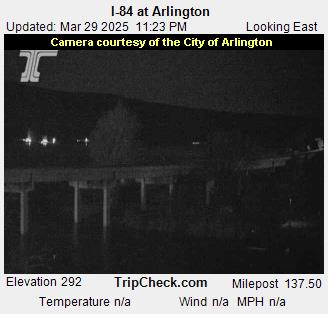 I-84 at Arlington
Updated: Mar 29 2025 11:23 PM Looking East
Camera courtesy of the City of Arlington
Elevation 292 TripCheck.com Milepost 137.50
Temperature n/a Wind n/a MPH n/a